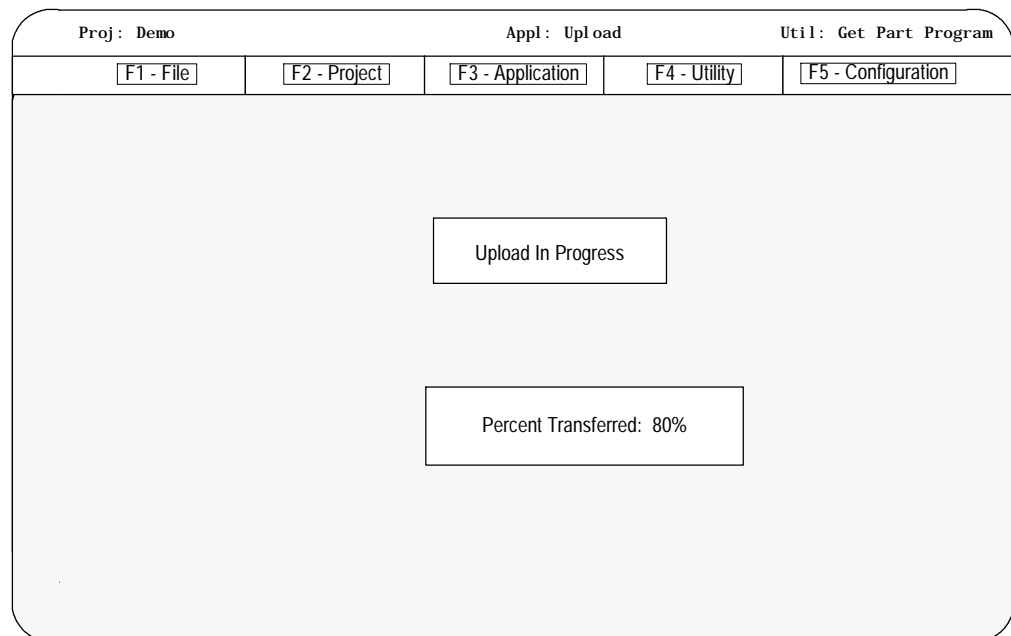 Proj: Demo Appl: Upload Util: Get Part Program
F1 - File F2 - Project F3 - Application F4 - Utility F5 - Configuration
Upload In Progress
Percent Transferred: 80%